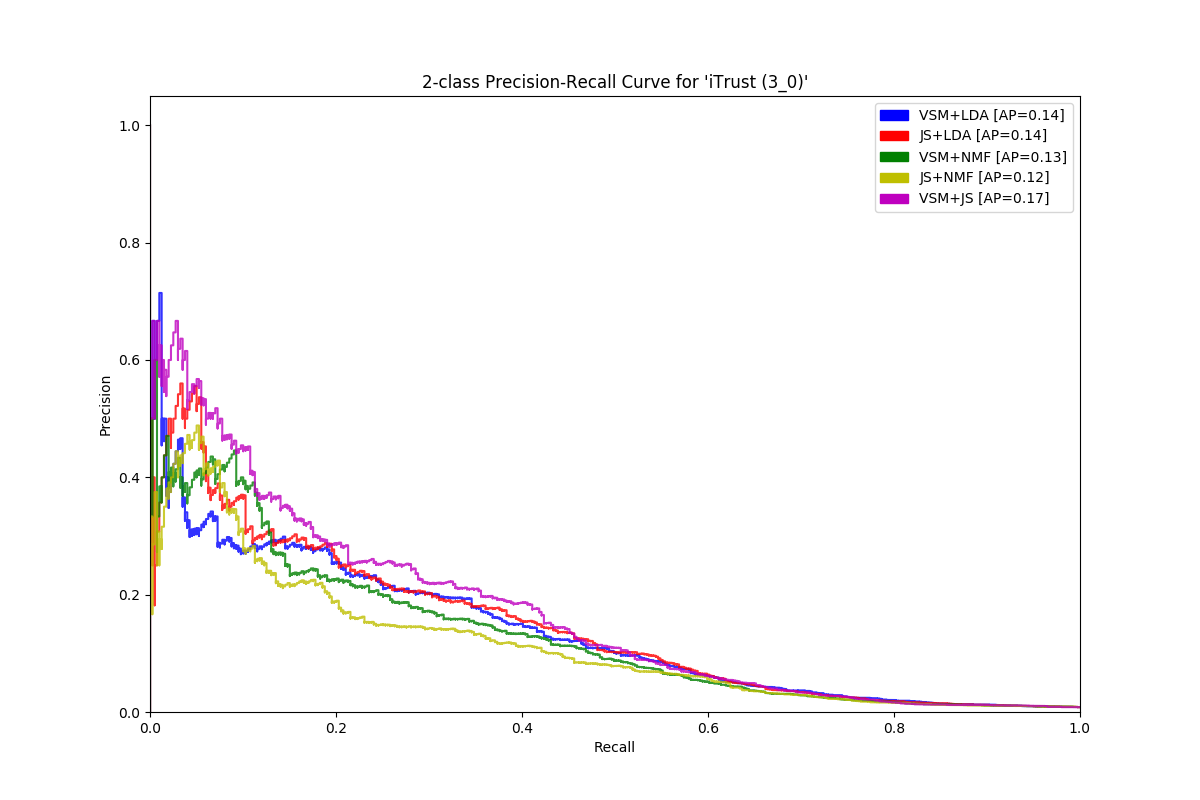 2-class Precision-Recall Curve for 'iTrust (3_0)'
VSM+LDA [AP=0.14]
JS+LDA [AP=0.14]
VSM+NMF [AP=0.13]
JS+NMF [AP=0.12]
VSM+JS [AP=0.17]
Precision
1.0
0.8
0.6
0.4
0.2
0.0
0.0 0.2 0.4 0.6 0.8 1.0
Recall